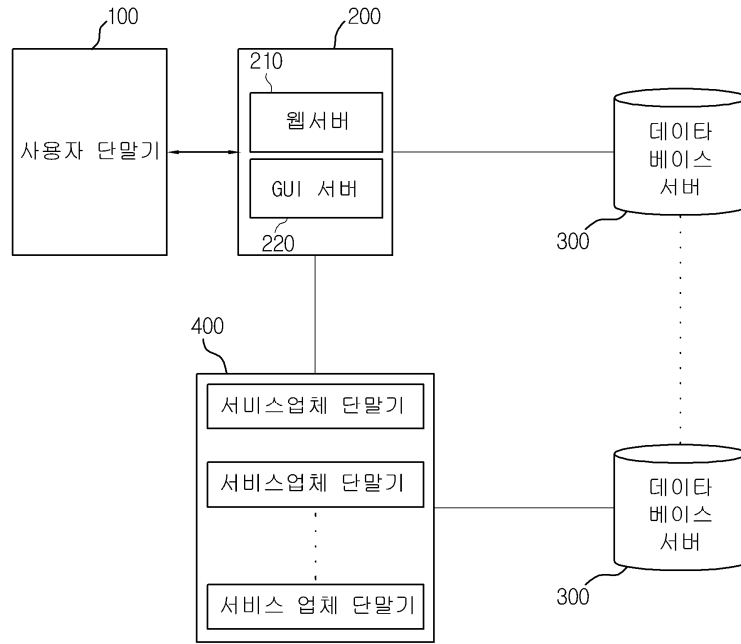 100
200
210
웹서버
사용자 단말기
GUI 서버
220
데이타
베이스
서버
300
400
서비스업체 단말기
서비스업체 단말기
서비스 업체 단말기
데이타
베이스
서버
300